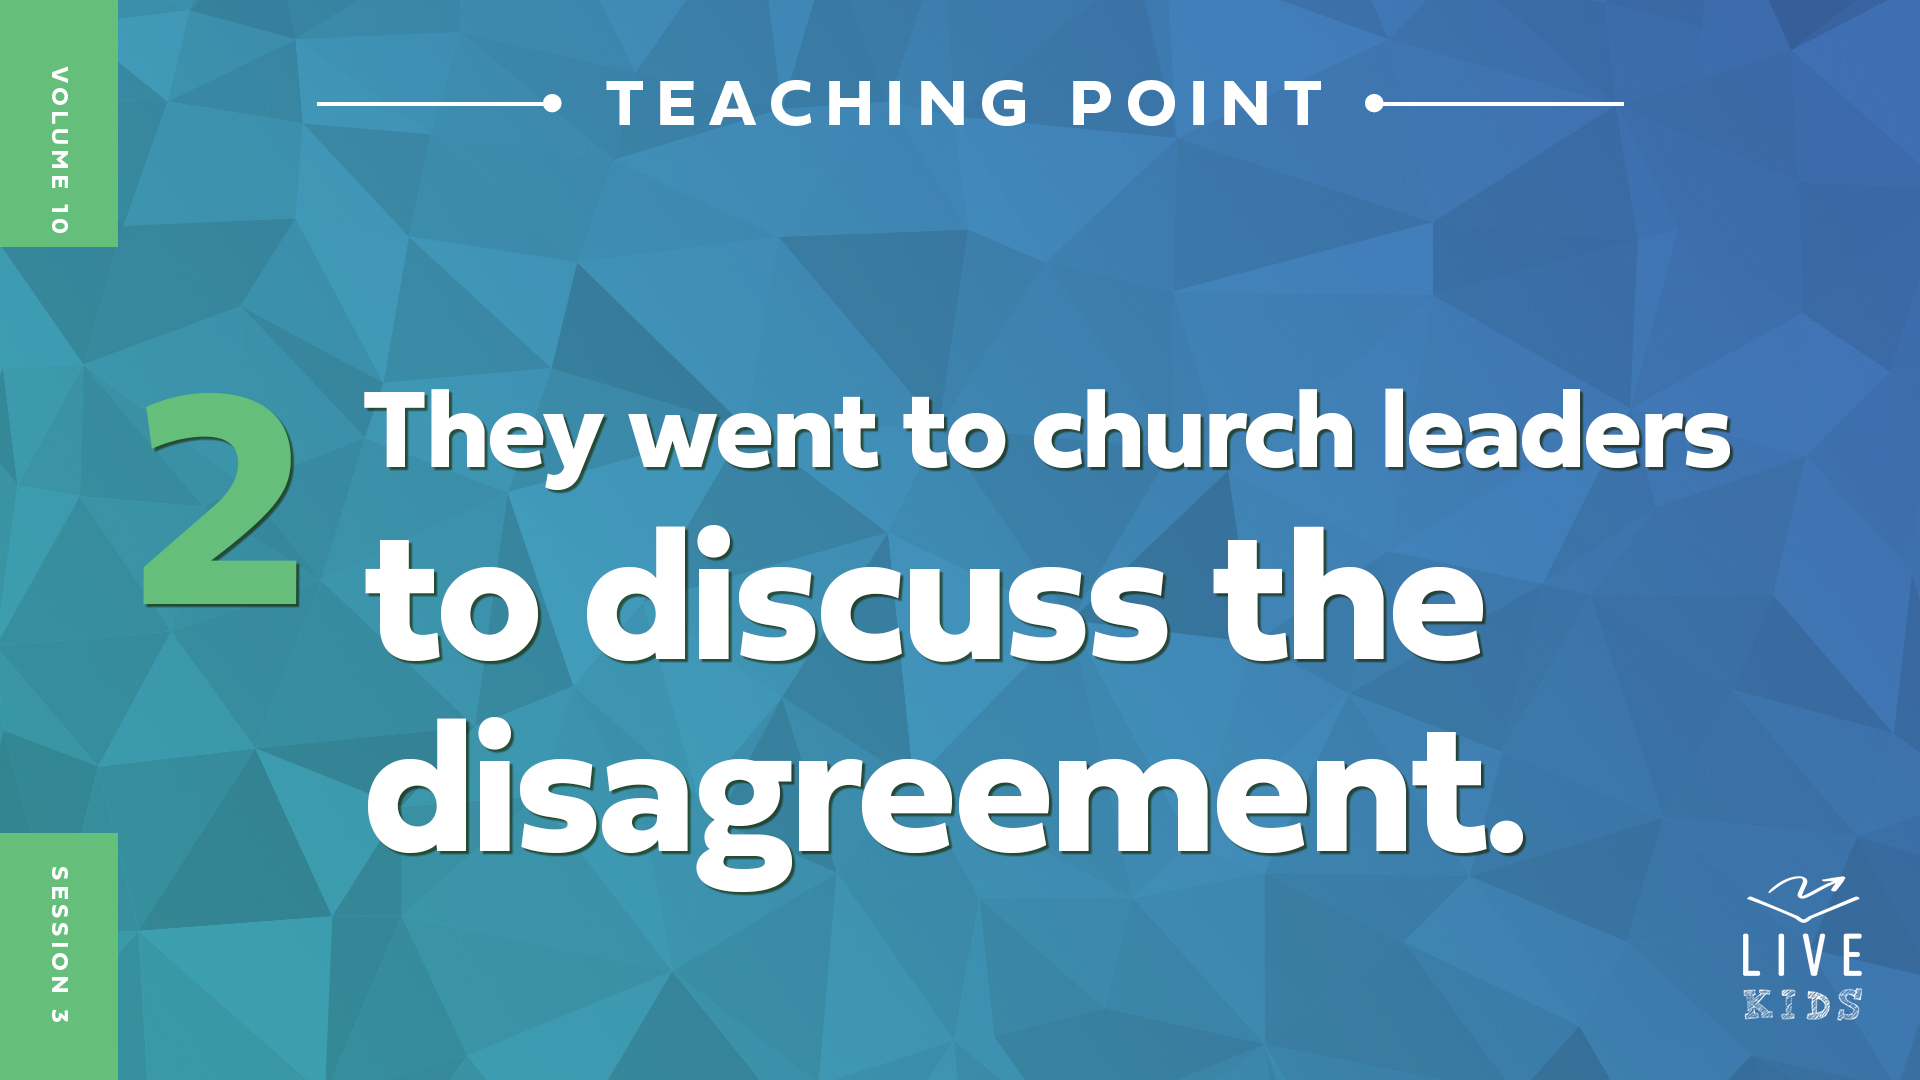 VOLUME 10
TEACHING POINT
2
They went to church leaders
to discuss the
disagreement.
SESSION 3
LIVE
KIDS